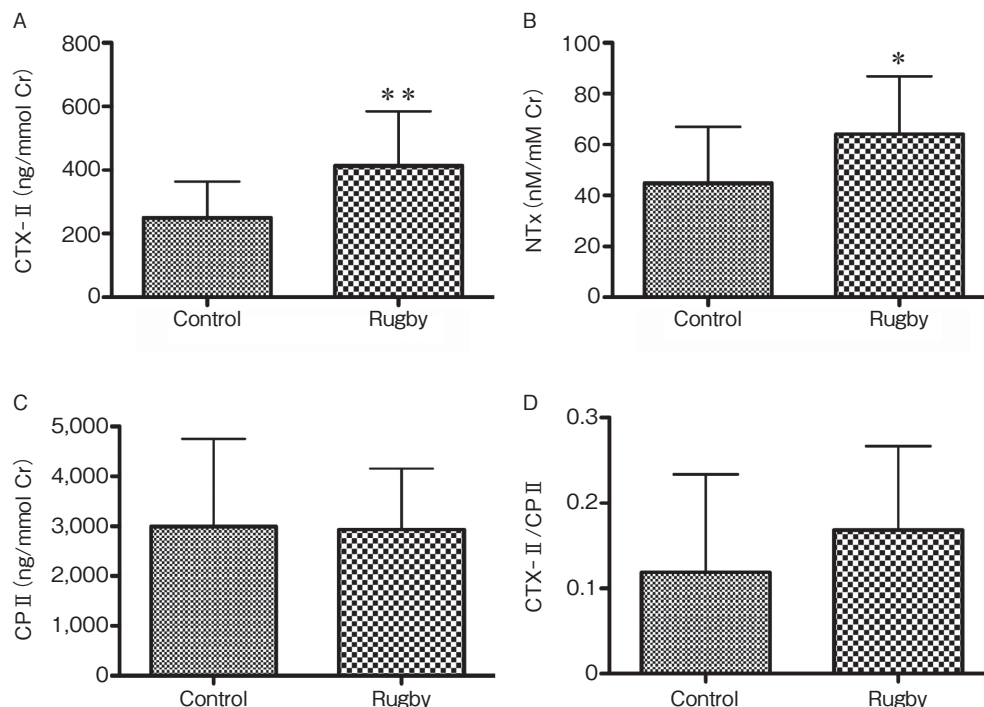 A
CTX-II (ng/mmol Cr)
800
600
400
200
0
**
Control
Rugby
B
NTx (nM/mM Cr)
100
80
60
40
20
0
*
Control
Rugby
C
CPII (ng/mmol Cr)
5,000
4,000
3,000
2,000
1,000
0
Control
Rugby
D
CTX-II/CPII
0.3
0.2
0.1
0
Control
Rugby